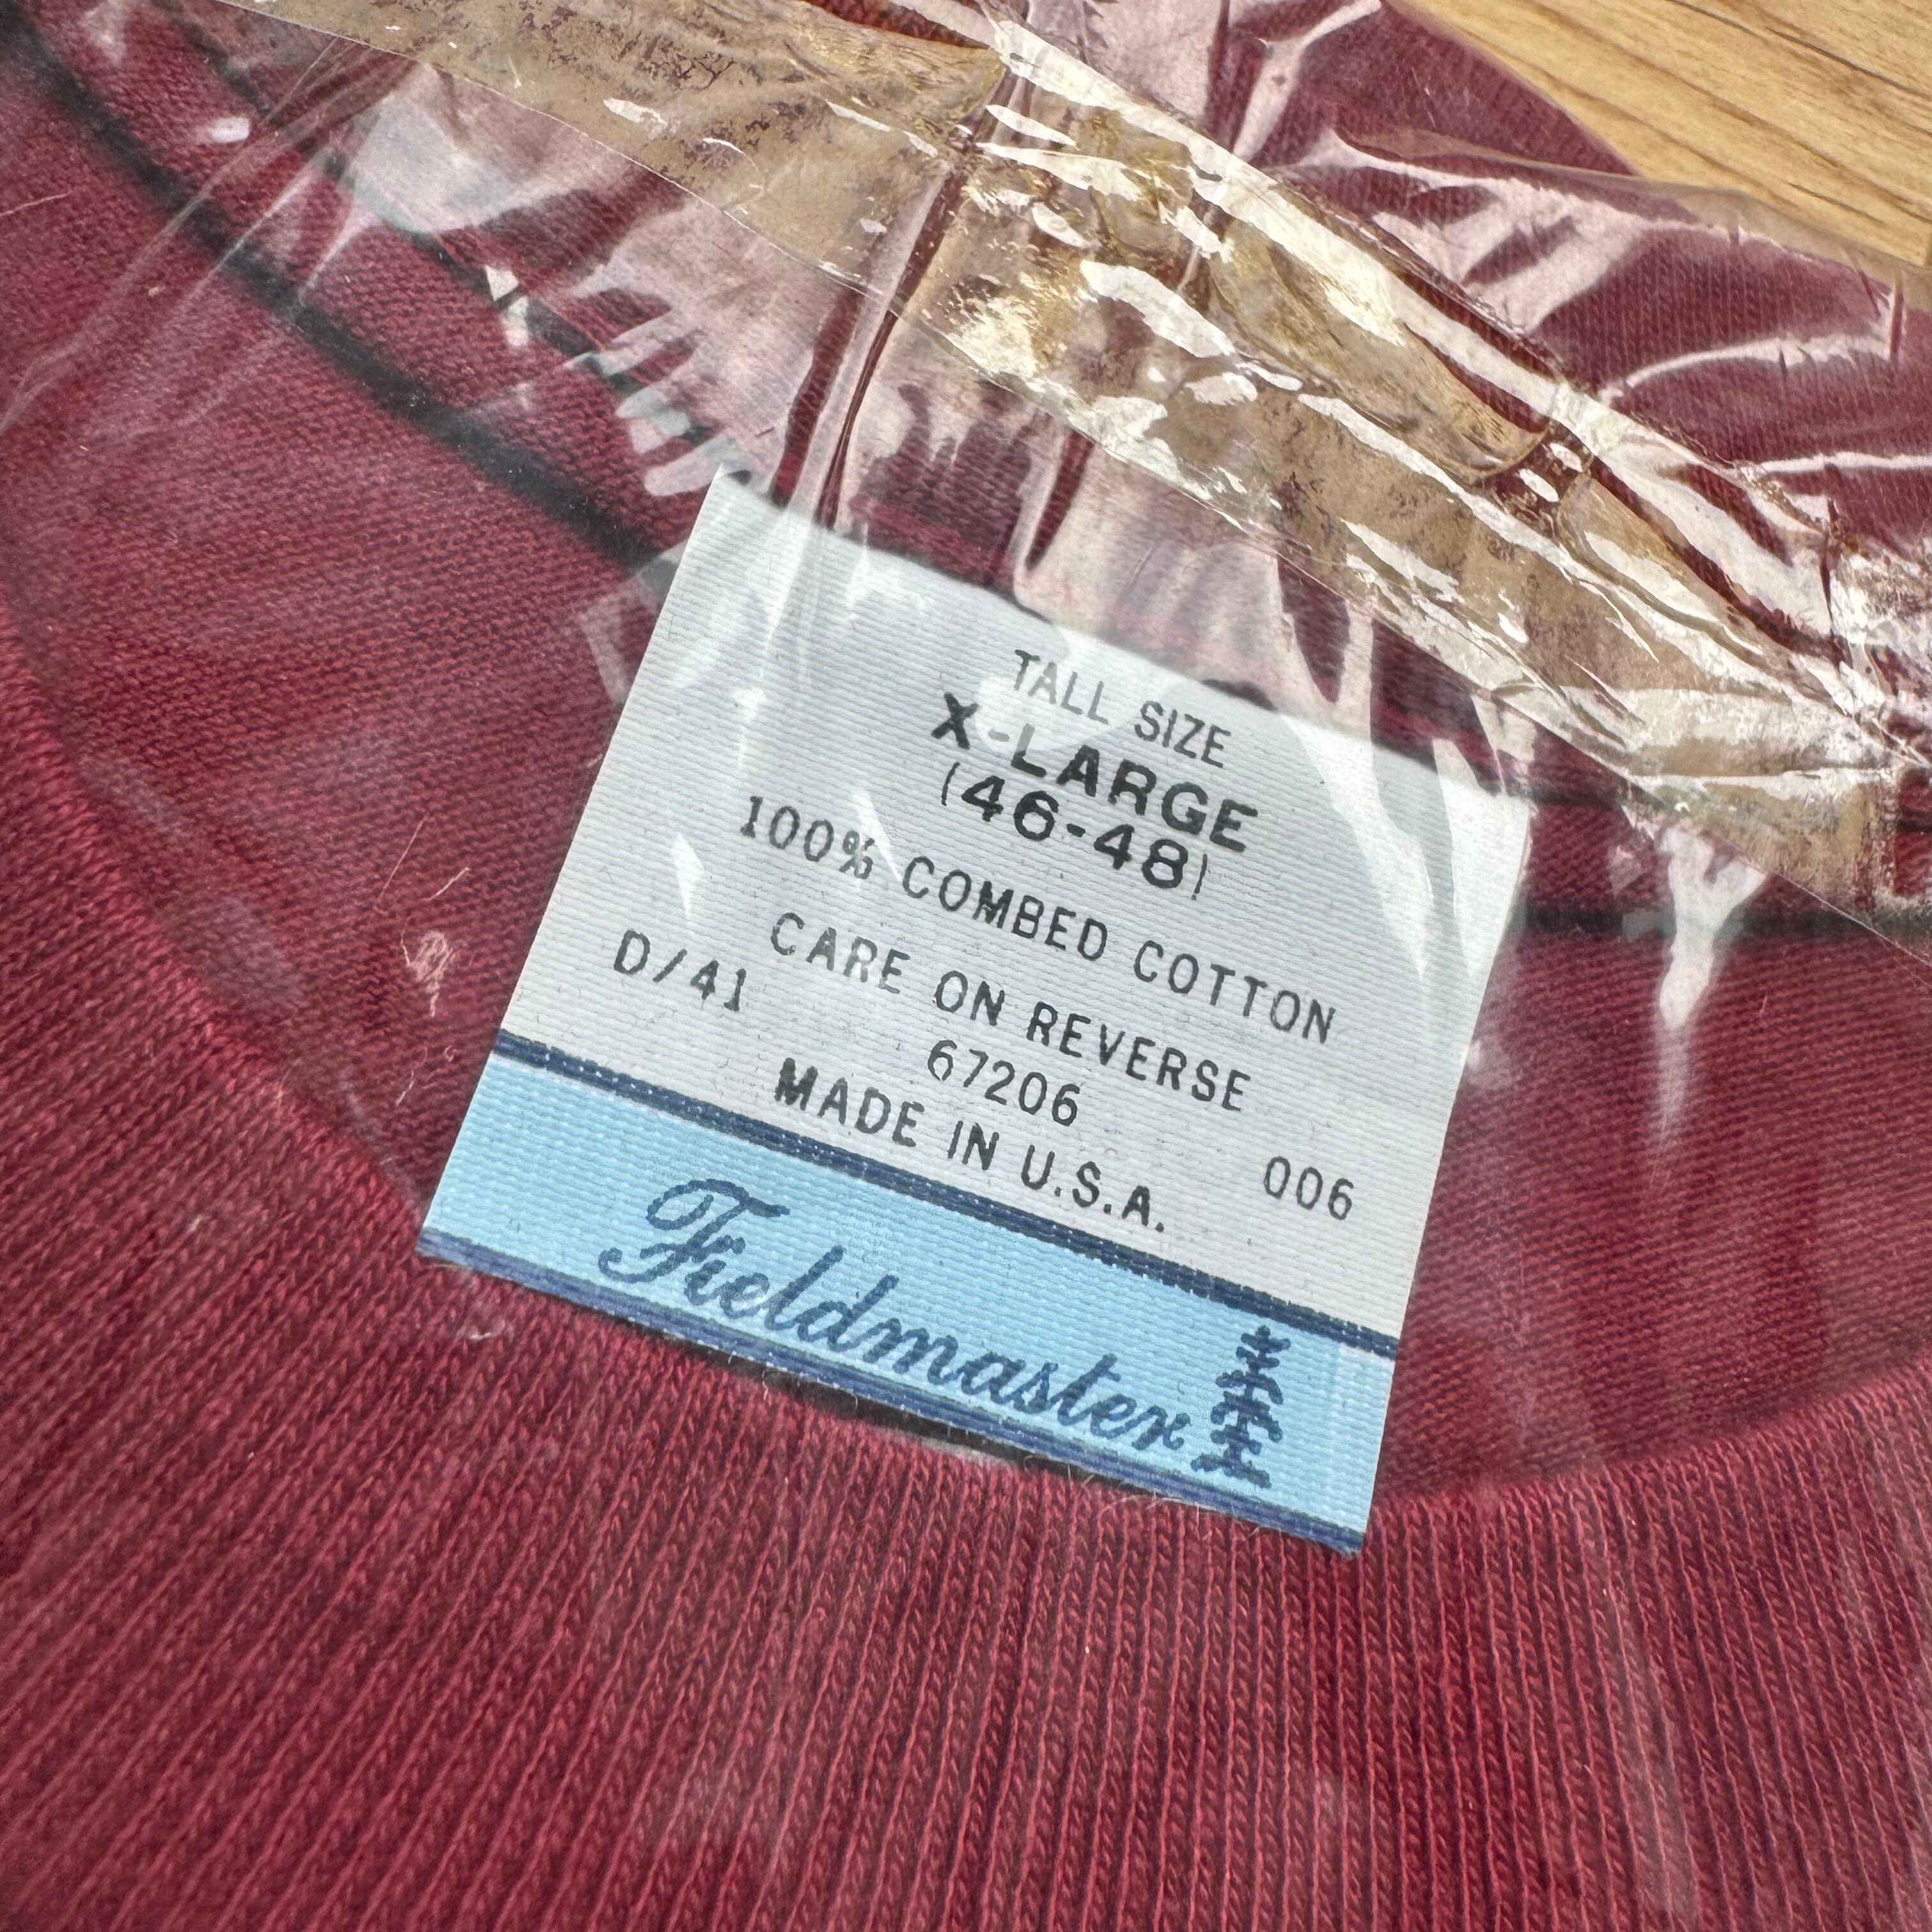 TALL SIZE
X-LARGE
(46-48)
100% COMBED COTTON
CARE ON REVERSE
D/41 67206 006
MADE IN U.S.A.
Fieldmaster